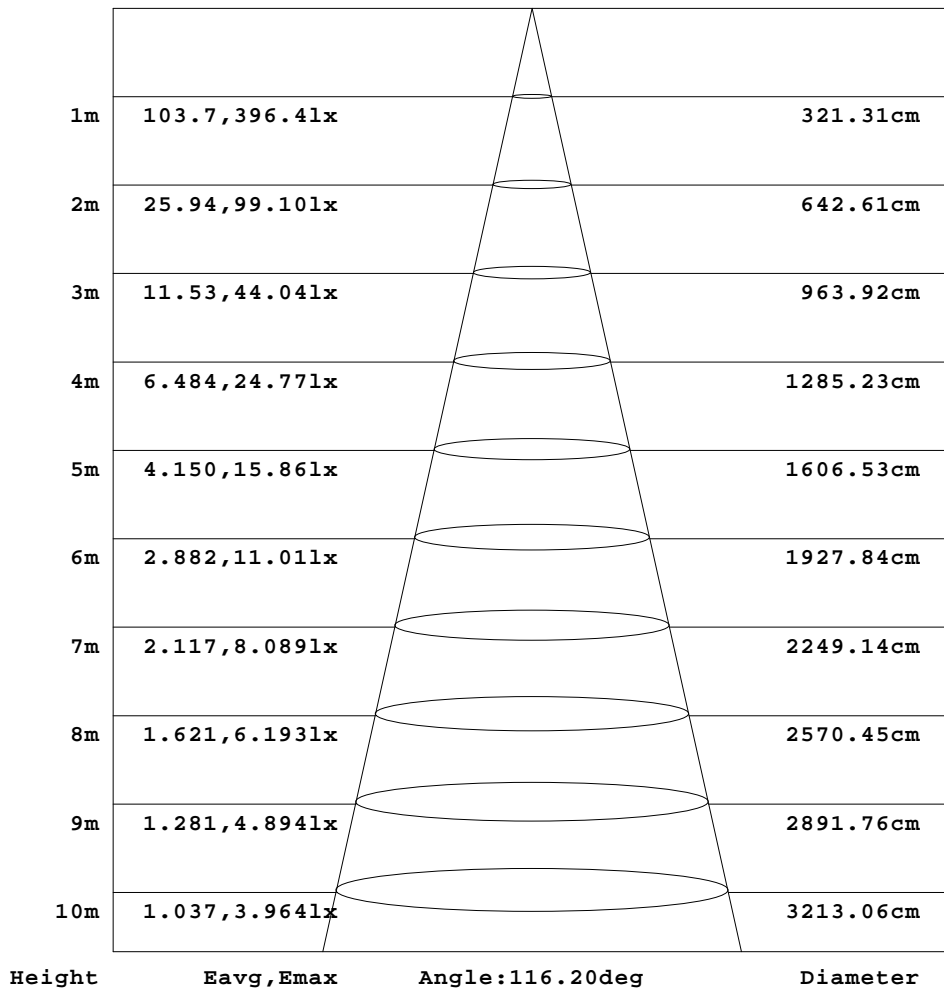 1m 103.7,396.4lx 321.31cm
2m 25.94,99.10lx 642.61cm
3m 11.53,44.04lx 963.92cm
4m 6.484,24.77lx 1285.23cm
5m 4.150,15.86lx 1606.53cm
6m 2.882,11.01lx 1927.84cm
7m 2.117,8.089lx 2249.14cm
8m 1.621,6.193lx 2570.45cm
9m 1.281,4.894lx 2891.76cm
10m 1.037,3.964lx 3213.06cm
Height Eavg,Emax Angle:116.20deg Diameter